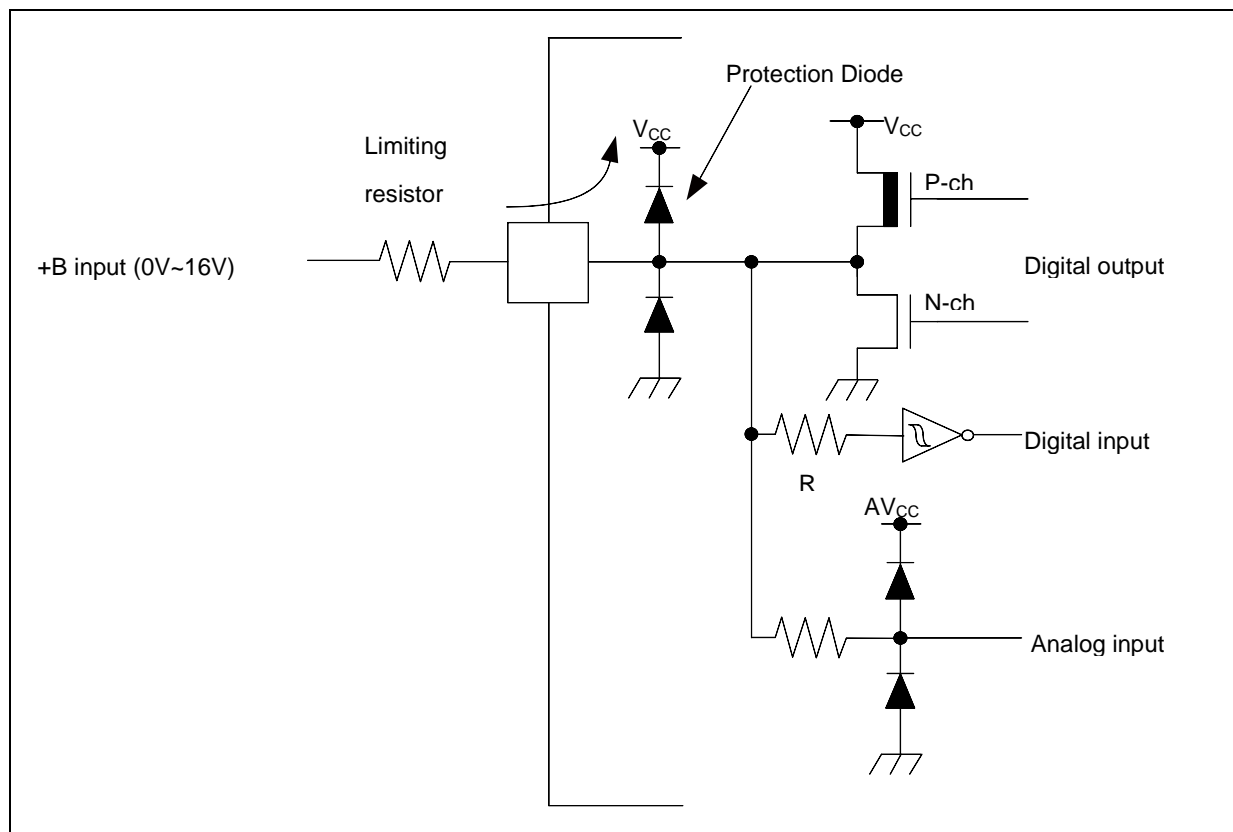 Protection Diode
Limiting
resistor
VCC
VCC
P-ch
+B input (0V~16V)
Digital output
N-ch
Digital input
R
AVCC
Analog input